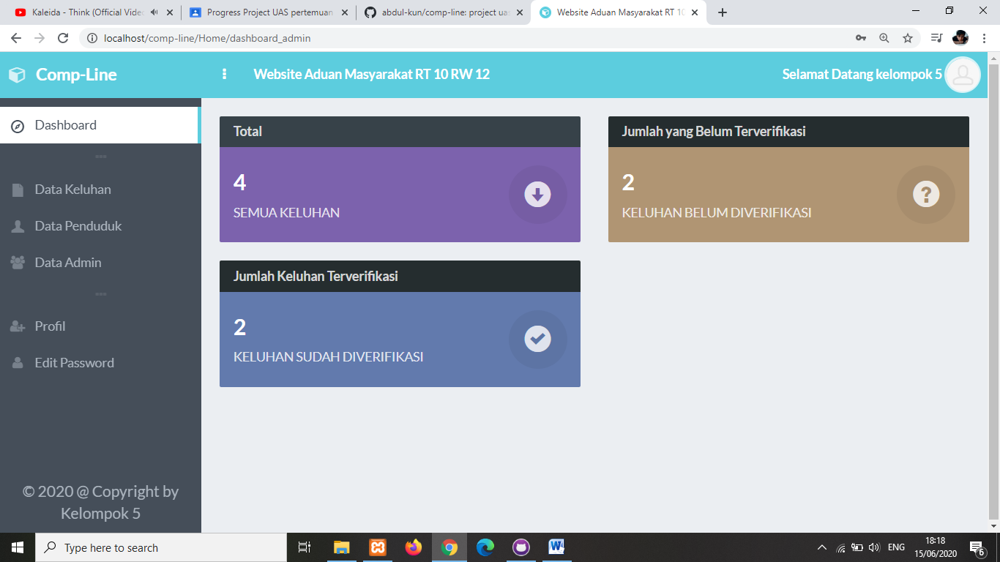 Kaleida - Think (Official Video
Progress Project UAS pertemuan
abdul-kun/comp-line: project uas
Website Aduan Masyarakat RT 10
localhost/comp-line/Home/dashboard_admin
Comp-Line
Website Aduan Masyarakat RT 10 RW 12
Selamat Datang kelompok 5
Dashboard
Data Keluhan
Data Penduduk
Data Admin
Profil
Edit Password
© 2020 @ Copyright by
Kelompok 5
Total
4
SEMUA KELUHAN
Jumlah yang Belum Terverifikasi
2
KELUHAN BELUM DIVERIFIKASI
Jumlah Keluhan Terverifikasi
2
KELUHAN SUDAH DIVERIFIKASI
Type here to search
ENG
18:18
15/06/2020
6